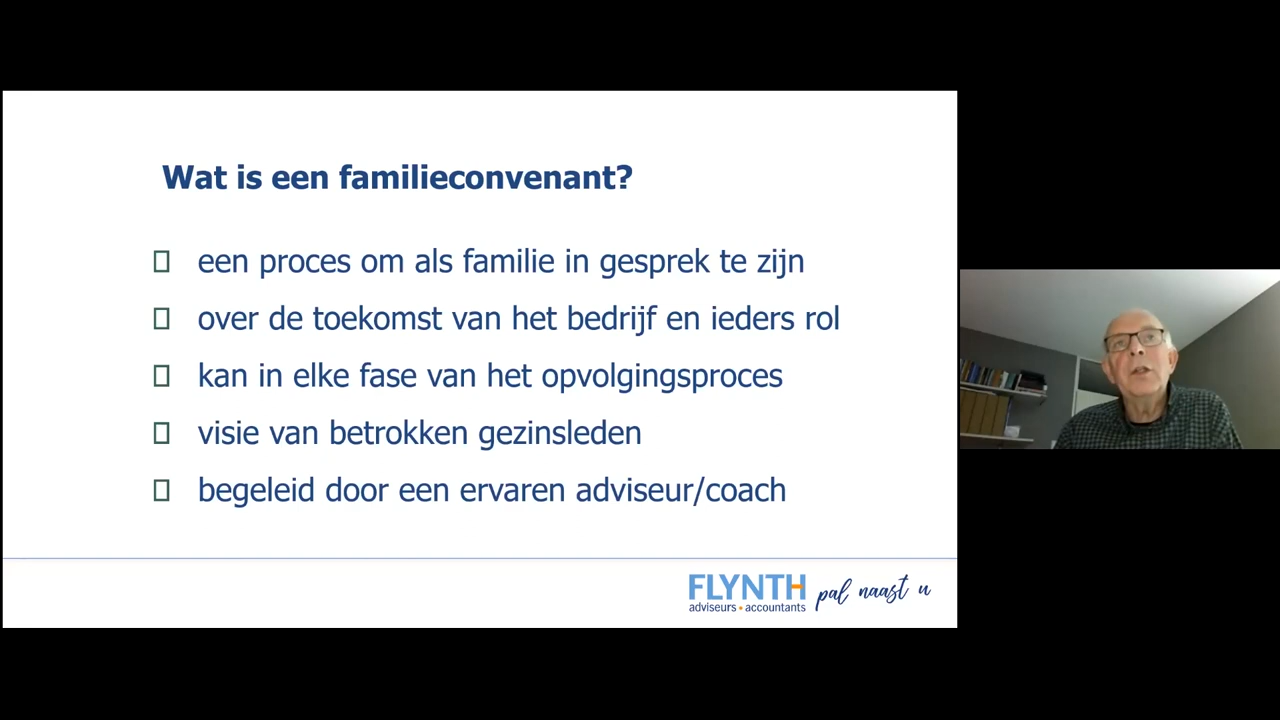 Wat is een familieconvenant?
een proces om als familie in gesprek te zijn
over de toekomst van het bedrijf en ieders rol
kan in elke fase van het opvolgingsproces
visie van betrokken gezinsleden
begeleid door een ervaren adviseur/coach
FLYNTH
adviseurs • accountants
pal naast u